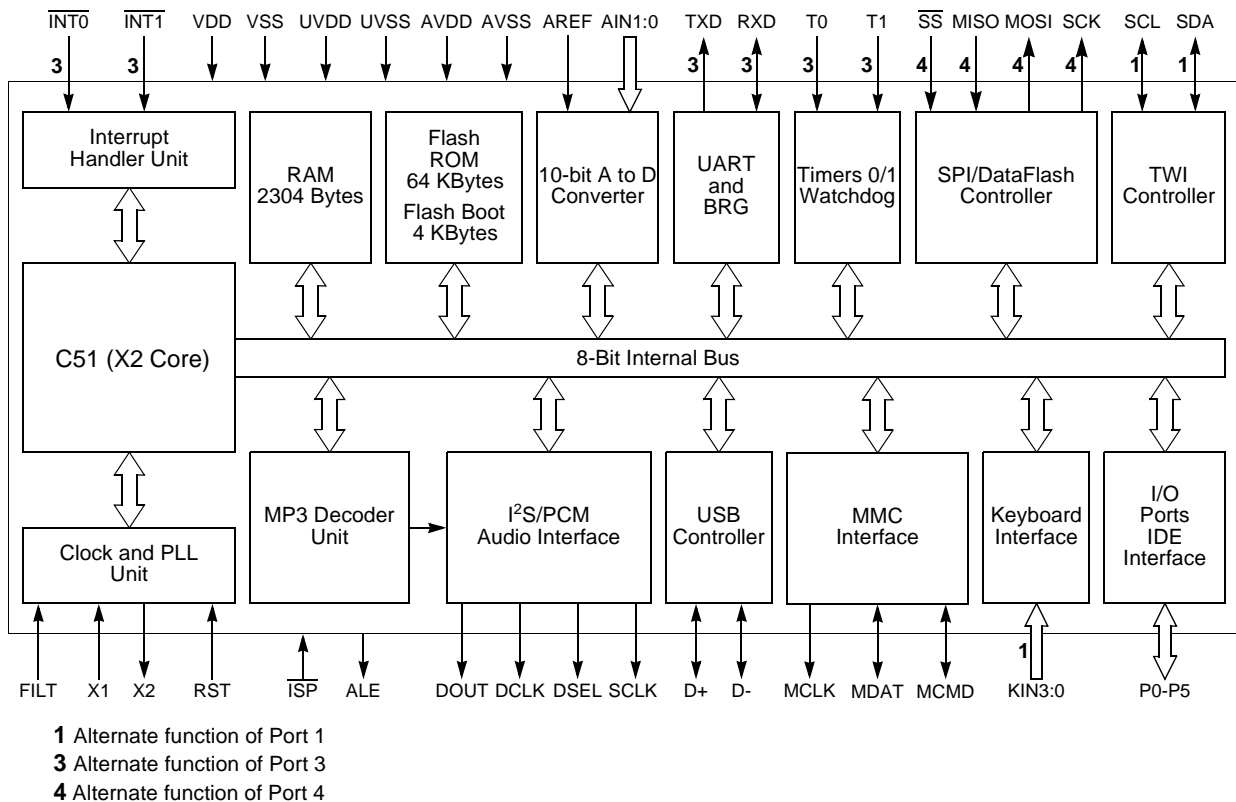 INT0 INT1 VDD VSS UVDD UVSS AVDD AVSS AREF AIN1:0 TXD RXD T0 T1 SS MISO MOSI SCK SCL SDA
3 3 3 3 3 3 4 4 4 4 1 1
Interrupt
Handler Unit
RAM
2304 Bytes
Flash
ROM
64 KBytes
Flash Boot
4 KBytes
10-bit A to D
Converter
UART
and
BRG
Timers 0/1
Watchdog
SPI/DataFlash
Controller
TWI
Controller
C51 (X2 Core)
8-Bit Internal Bus
Clock and PLL
Unit
MP3 Decoder
Unit
I²S/PCM
Audio Interface
USB
Controller
MMC
Interface
Keyboard
Interface
I/O
Ports
IDE
Interface
1
FILT X1 X2 RST ISP ALE DOUT DCLK DSEL SCLK D+ D- MCLK MDAT MCMD KIN3:0 P0-P5
1 Alternate function of Port 1
3 Alternate function of Port 3
4 Alternate function of Port 4